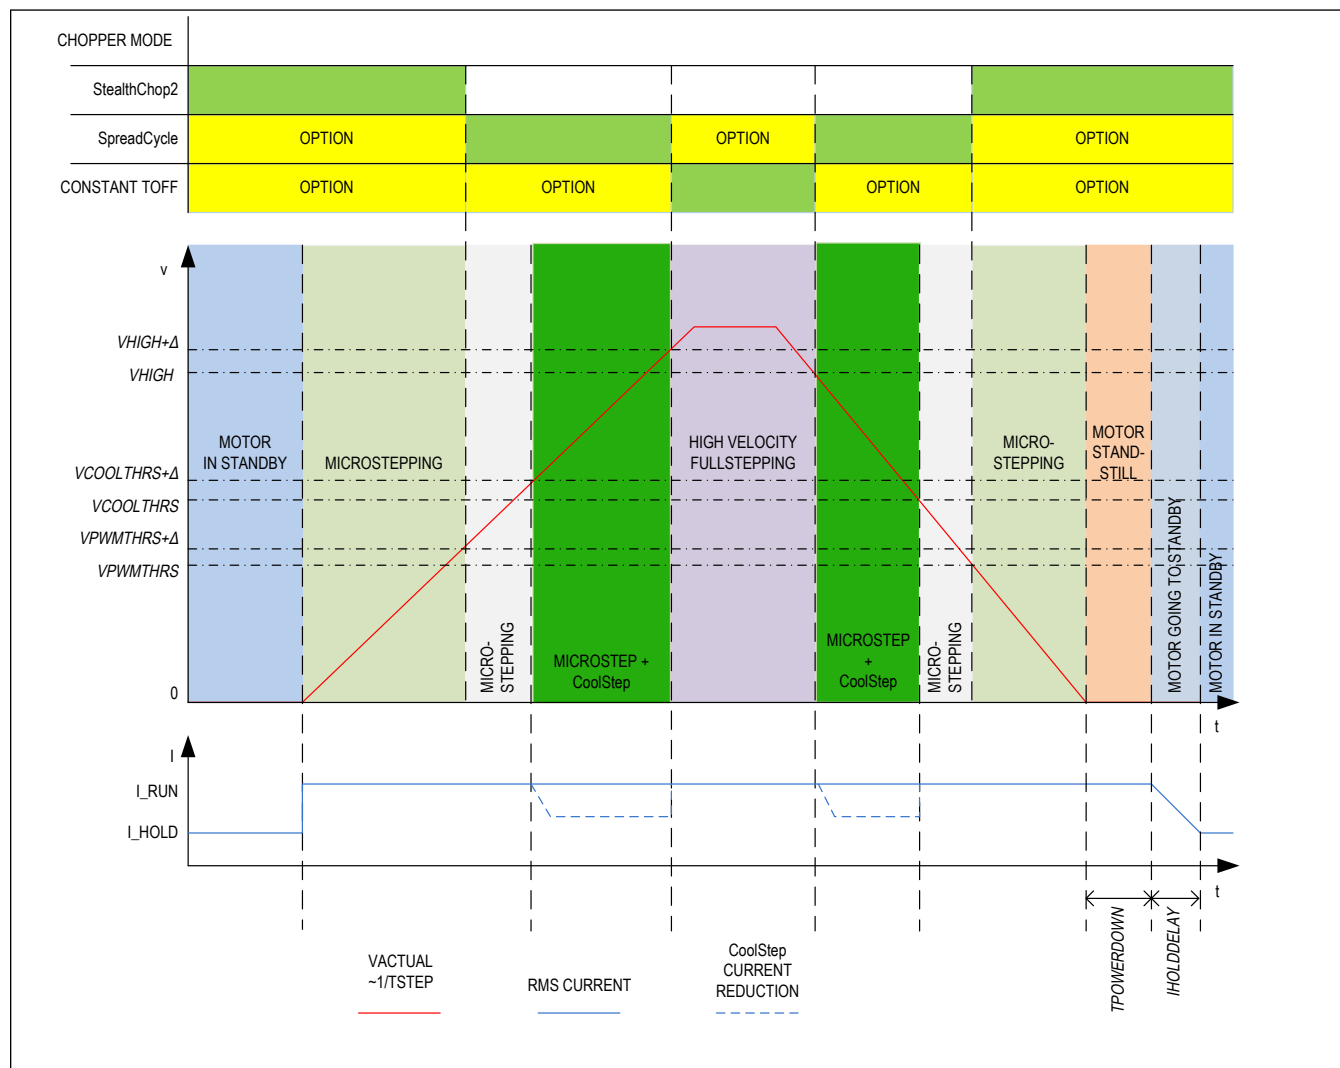 CHOPPER MODE
StealthChop2
SpreadCycle
OPTION
OPTION
OPTION
CONSTANT TOFF
OPTION
OPTION
OPTION
OPTION
v
VHIGH+Δ
VHIGH
VCOOLTHRS+Δ
VCOOLTHRS
VPWMTHRS+Δ
VPWMTHRS
0
MOTOR
IN STANDBY
MICROSTEPPING
MICRO-
STEPPING
MICROSTEP +
CoolStep
HIGH VELOCITY
FULLSTEPPING
MICROSTEP
+
CoolStep
MICRO-
STEPPING
MICRO-
STEPPING
MOTOR
STAND-
STILL
MOTOR GOING TO STANDBY
MOTOR IN STANDBY
t
I
I_RUN
I_HOLD
t
TPOWERDOWN
IHOLDDELAY
VACTUAL
~1/TSTEP
RMS CURRENT
CoolStep
CURRENT
REDUCTION